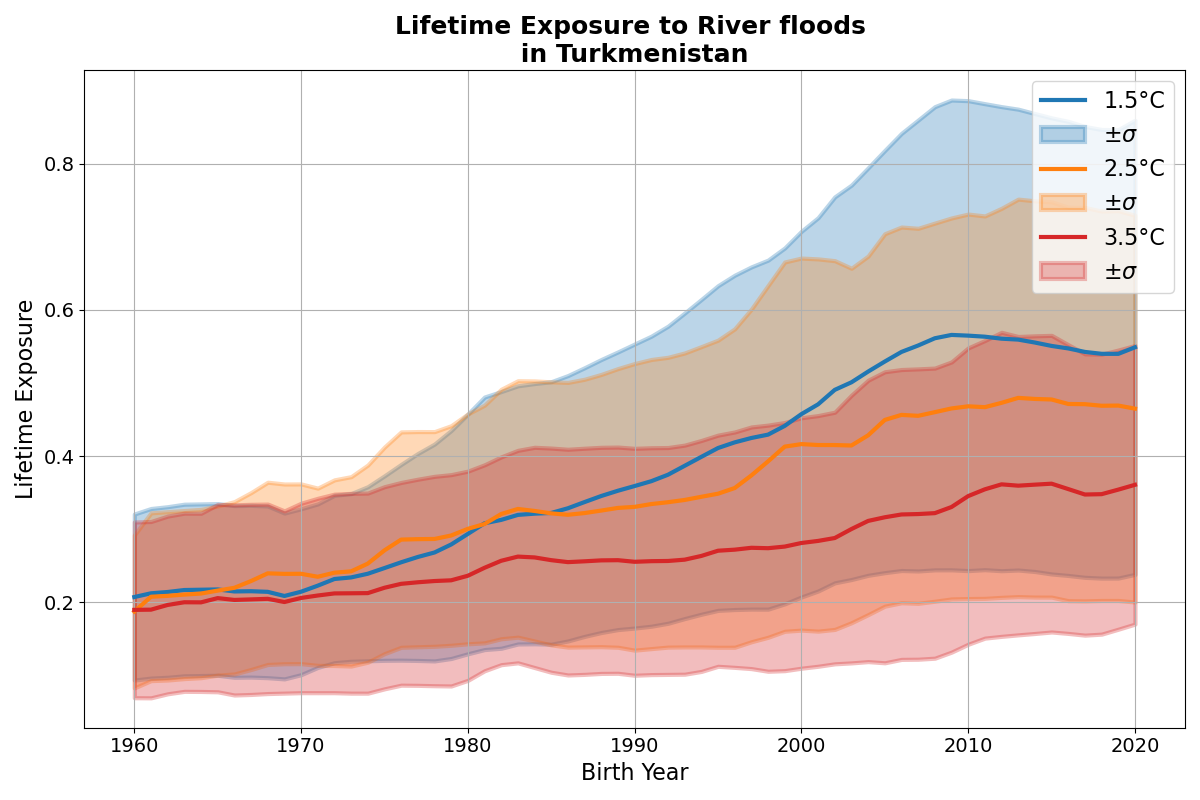 Lifetime Exposure to River floods
in Turkmenistan
1.5°C
±σ
2.5°C
±σ
3.5°C
±σ
Lifetime Exposure
0.8
0.6
0.4
0.2
1960 1970 1980 1990 2000 2010 2020
Birth Year